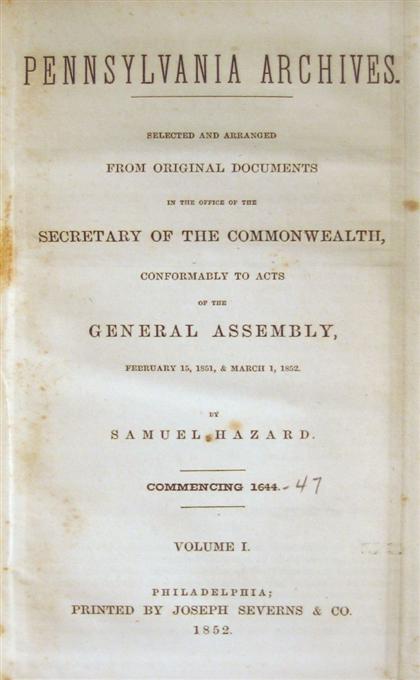 PENNSYLVANIA ARCHIVES.
SELECTED AND ARRANGED
FROM ORIGINAL DOCUMENTS
IN THE OFFICE OF THE
SECRETARY OF THE COMMONWEALTH,
CONFORMABLY TO ACTS
OF THE
GENERAL ASSEMBLY,
FEBRUARY 15, 1851, & MARCH 1, 1852.
BY
SAMUEL HAZARD.
COMMENCING 1644.-47
VOLUME I.
PHILADELPHIA;
PRINTED BY JOSEPH SEVERNS & CO.
1852.